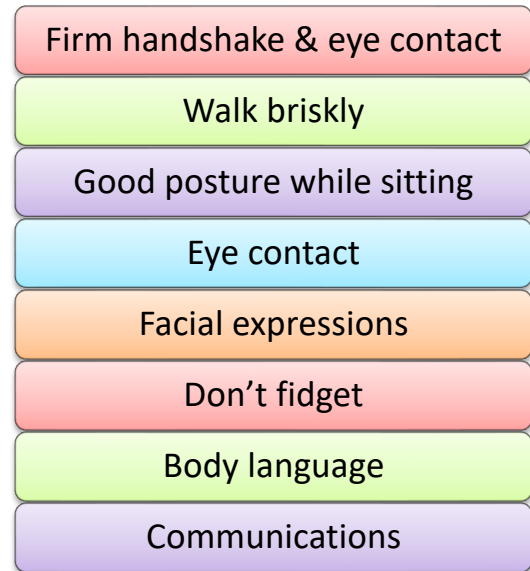 Firm handshake & eye contact
Walk briskly
Good posture while sitting
Eye contact
Facial expressions
Don’t fidget
Body language
Communications